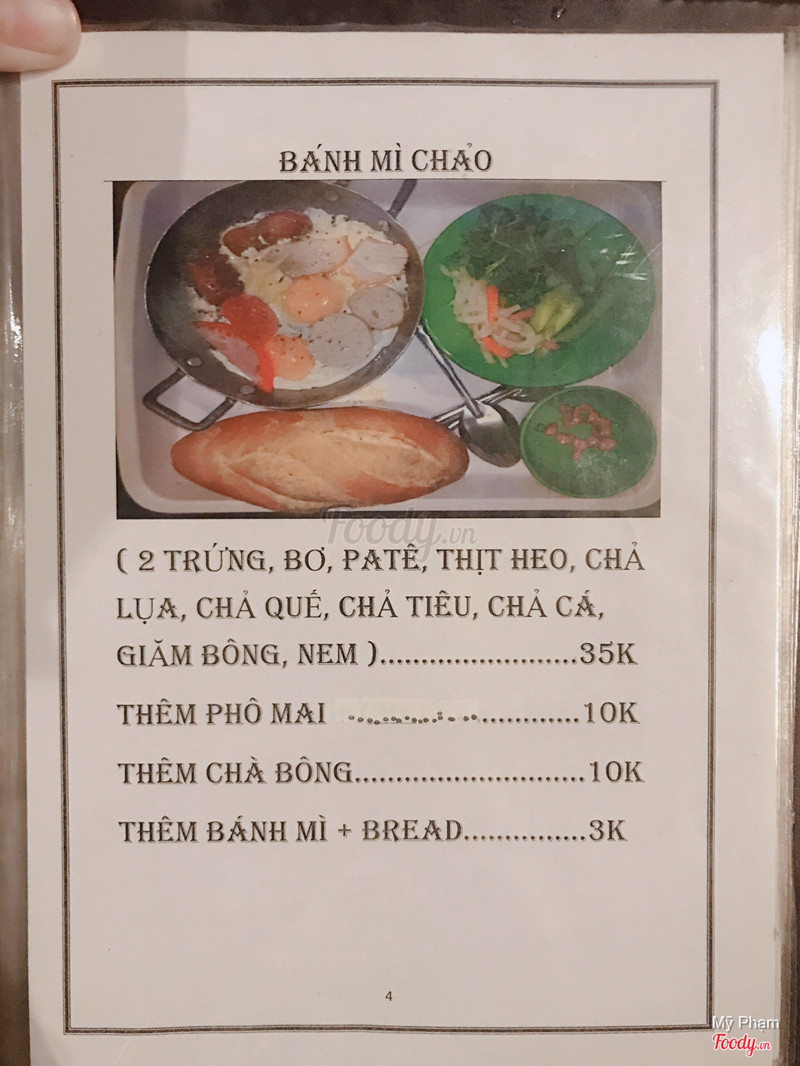 BÁNH MÌ CHẢO
Foody.vn
( 2 TRỨNG, BƠ, PATÊ, THỊT HEO, CHẢ
LỤA, CHẢ QUẾ, CHẢ TIÊU, CHẢ CÁ,
GIĂM BÔNG, NEM ).........................35K
THÊM PHÔ MAI ............................10K
THÊM CHÀ BÔNG............................10K
THÊM BÁNH MÌ + BREAD...............3K
4
Mỹ Phạm
Foody.vn